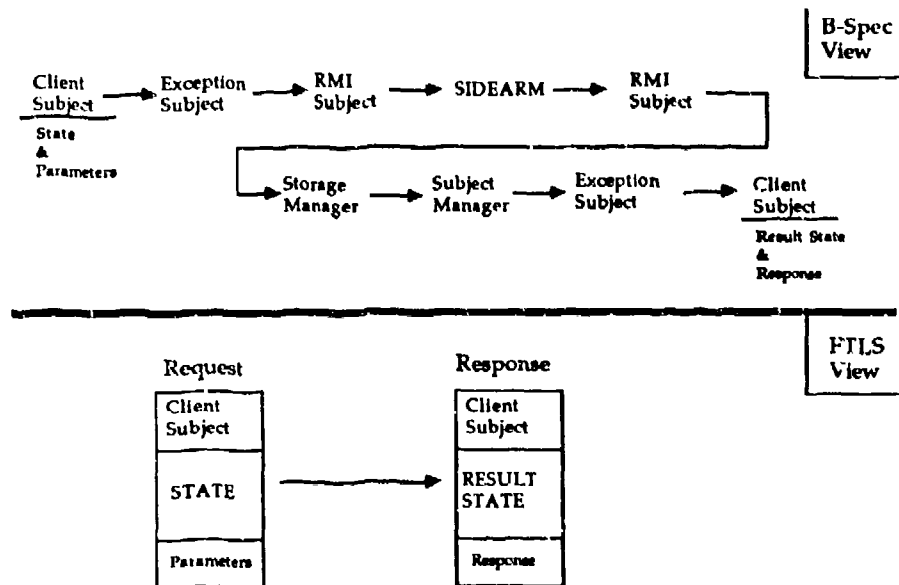 B-Spec
View
Client
Subject
Exception
Subject
RMI
Subject
SIDEARM
RMI
Subject
State
&
Parameters
Storage
Manager
Subject
Manager
Exception
Subject
Client
Subject
Result State
&
Response
FTLS
View
Request
Response
Client
Subject
STATE
Parameters
Client
Subject
RESULT
STATE
Response